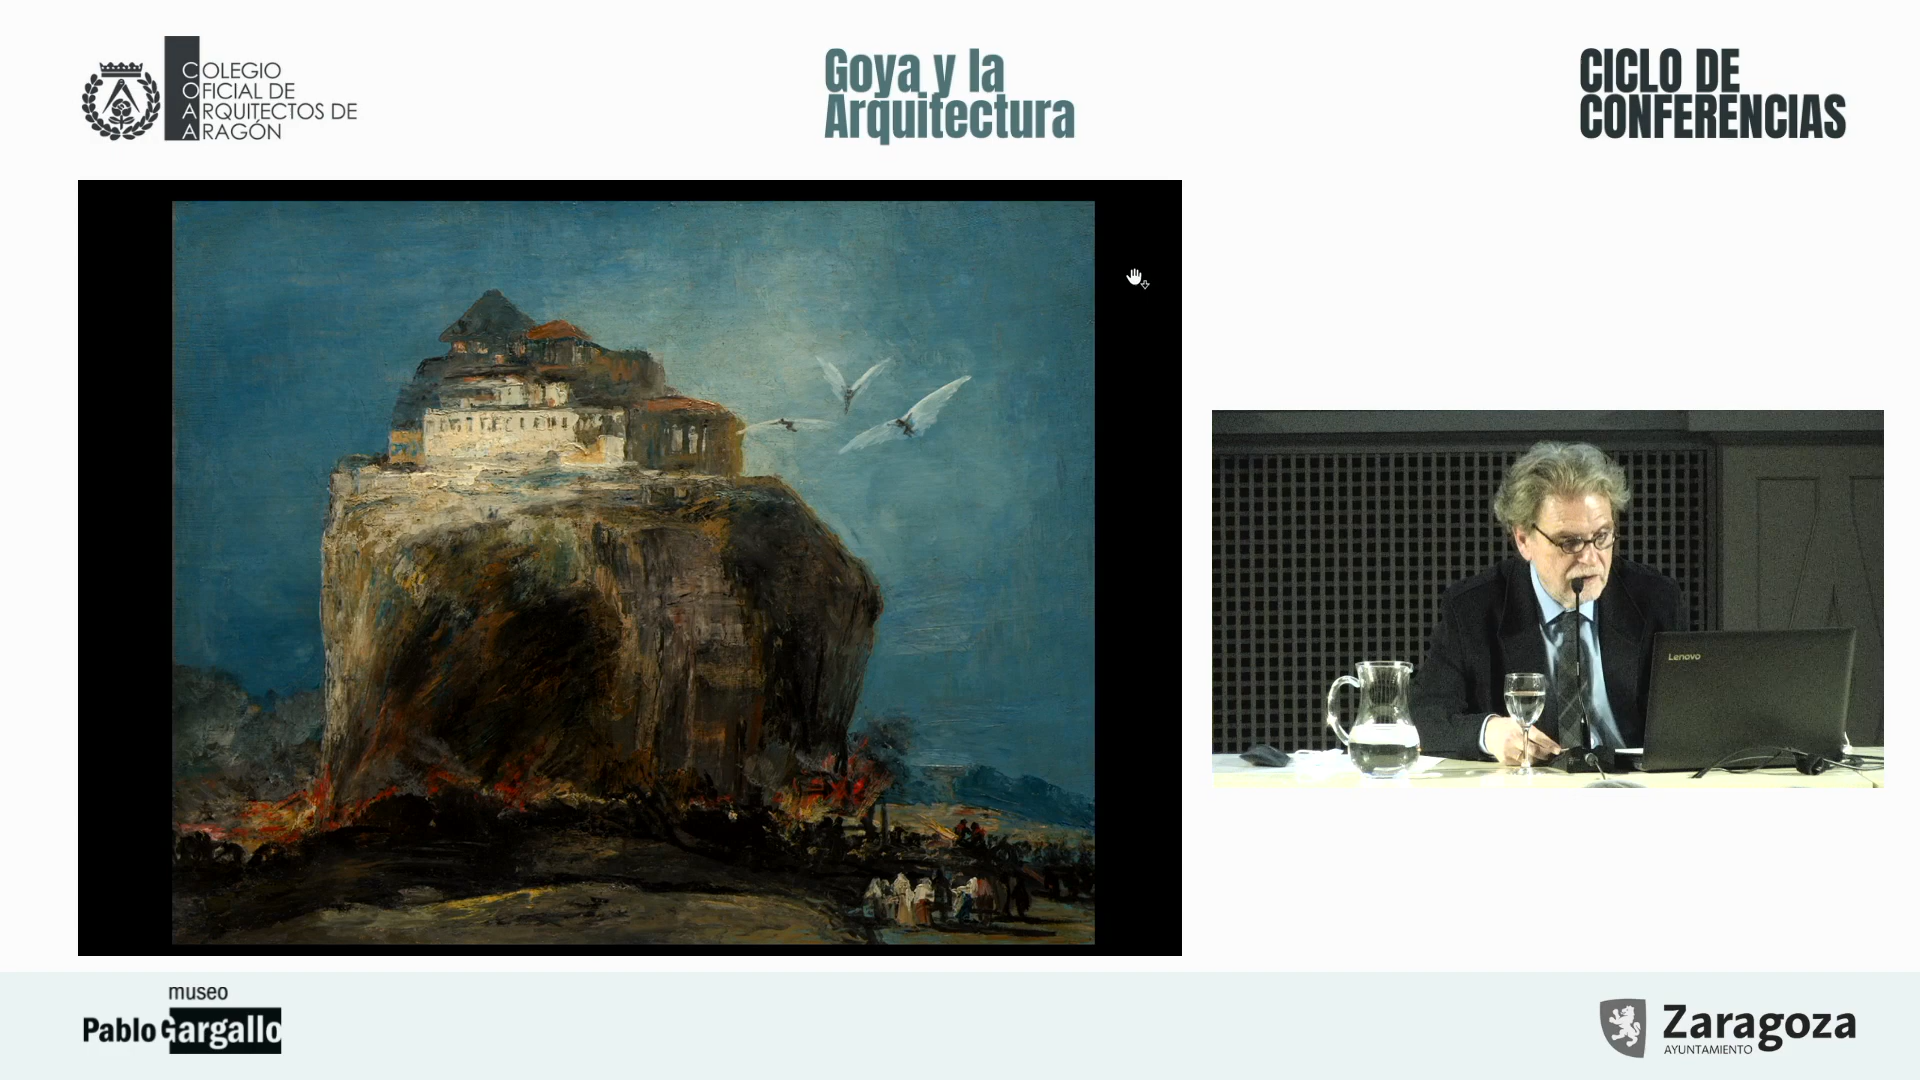 COLEGIO
OFICIAL DE
ARQUITECTOS DE
ARAGÓN
Goya y la
Arquitectura
CICLO DE
CONFERENCIAS
Lenovo
museo
Pablo Gargallo
Zaragoza
AYUNTAMIENTO